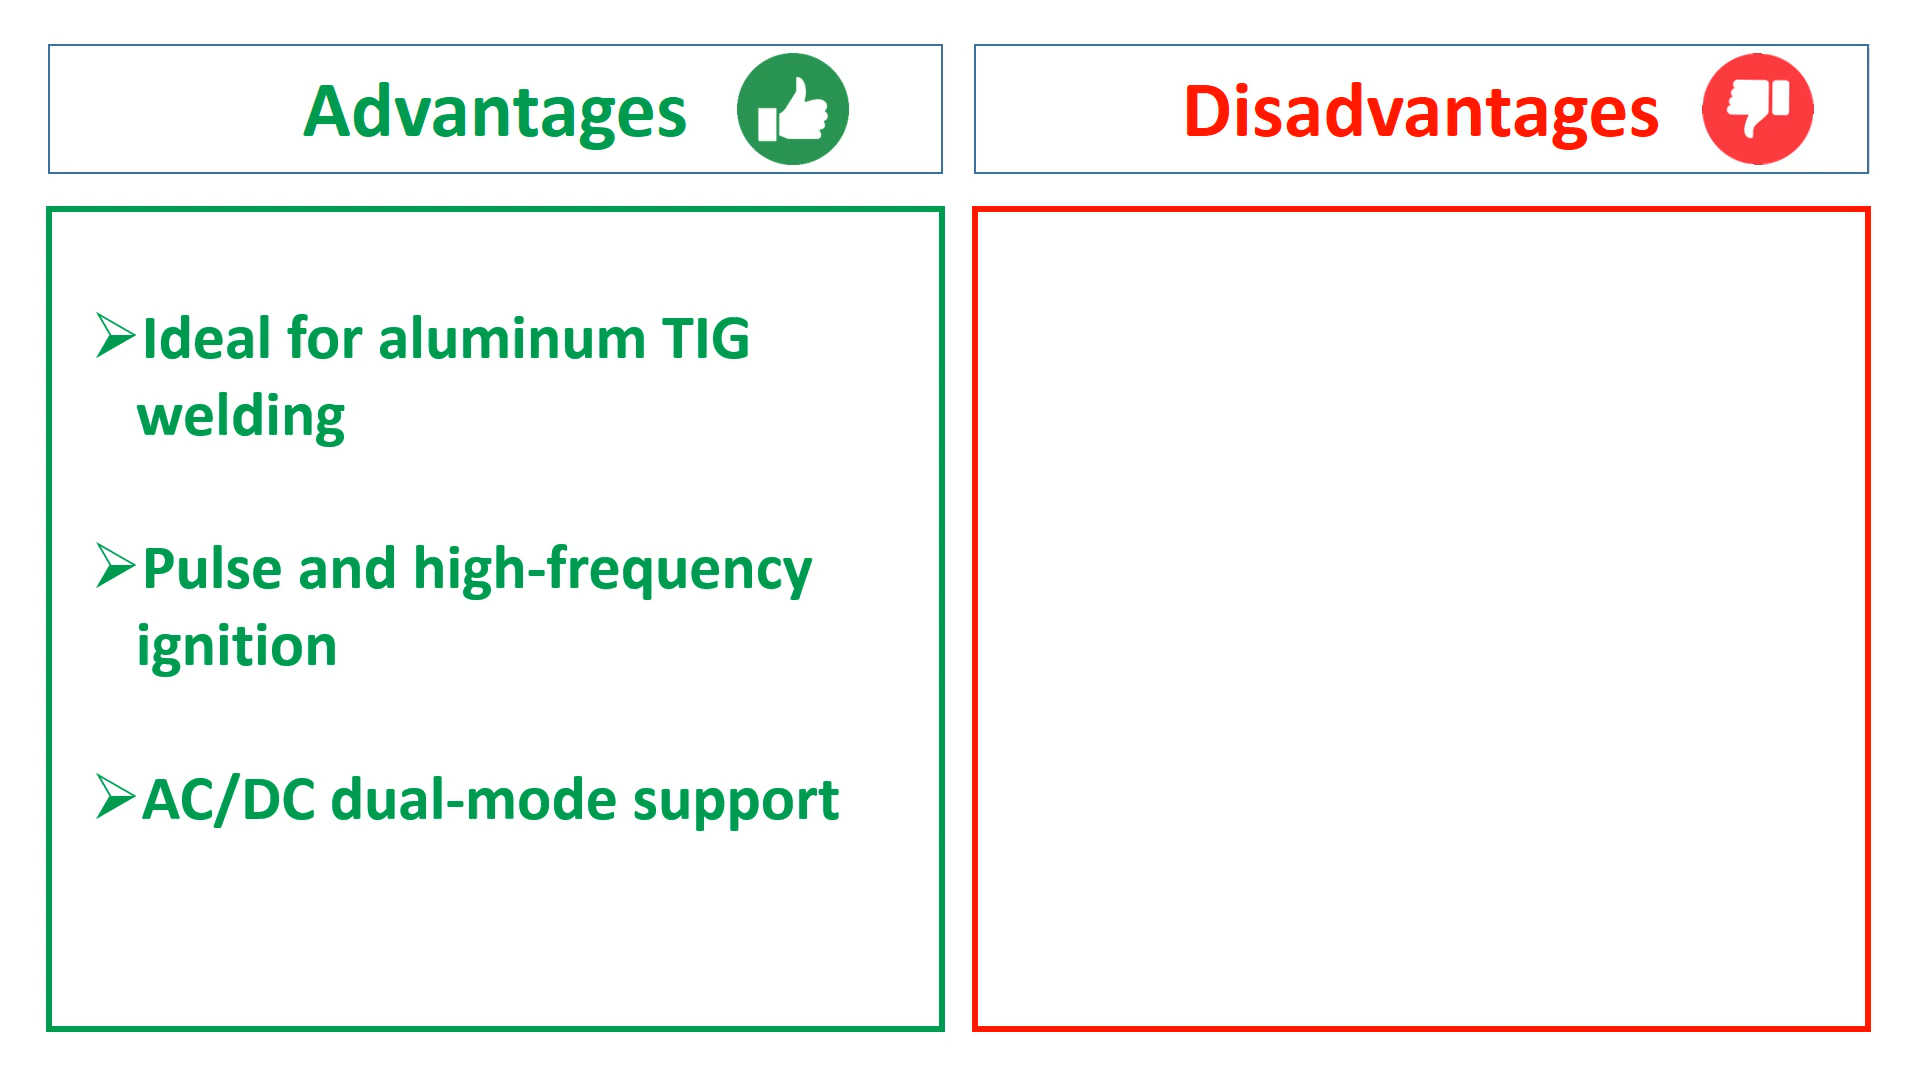 Advantages
Disadvantages
➢Ideal for aluminum TIG
welding
➢Pulse and high-frequency
ignition
➢AC/DC dual-mode support